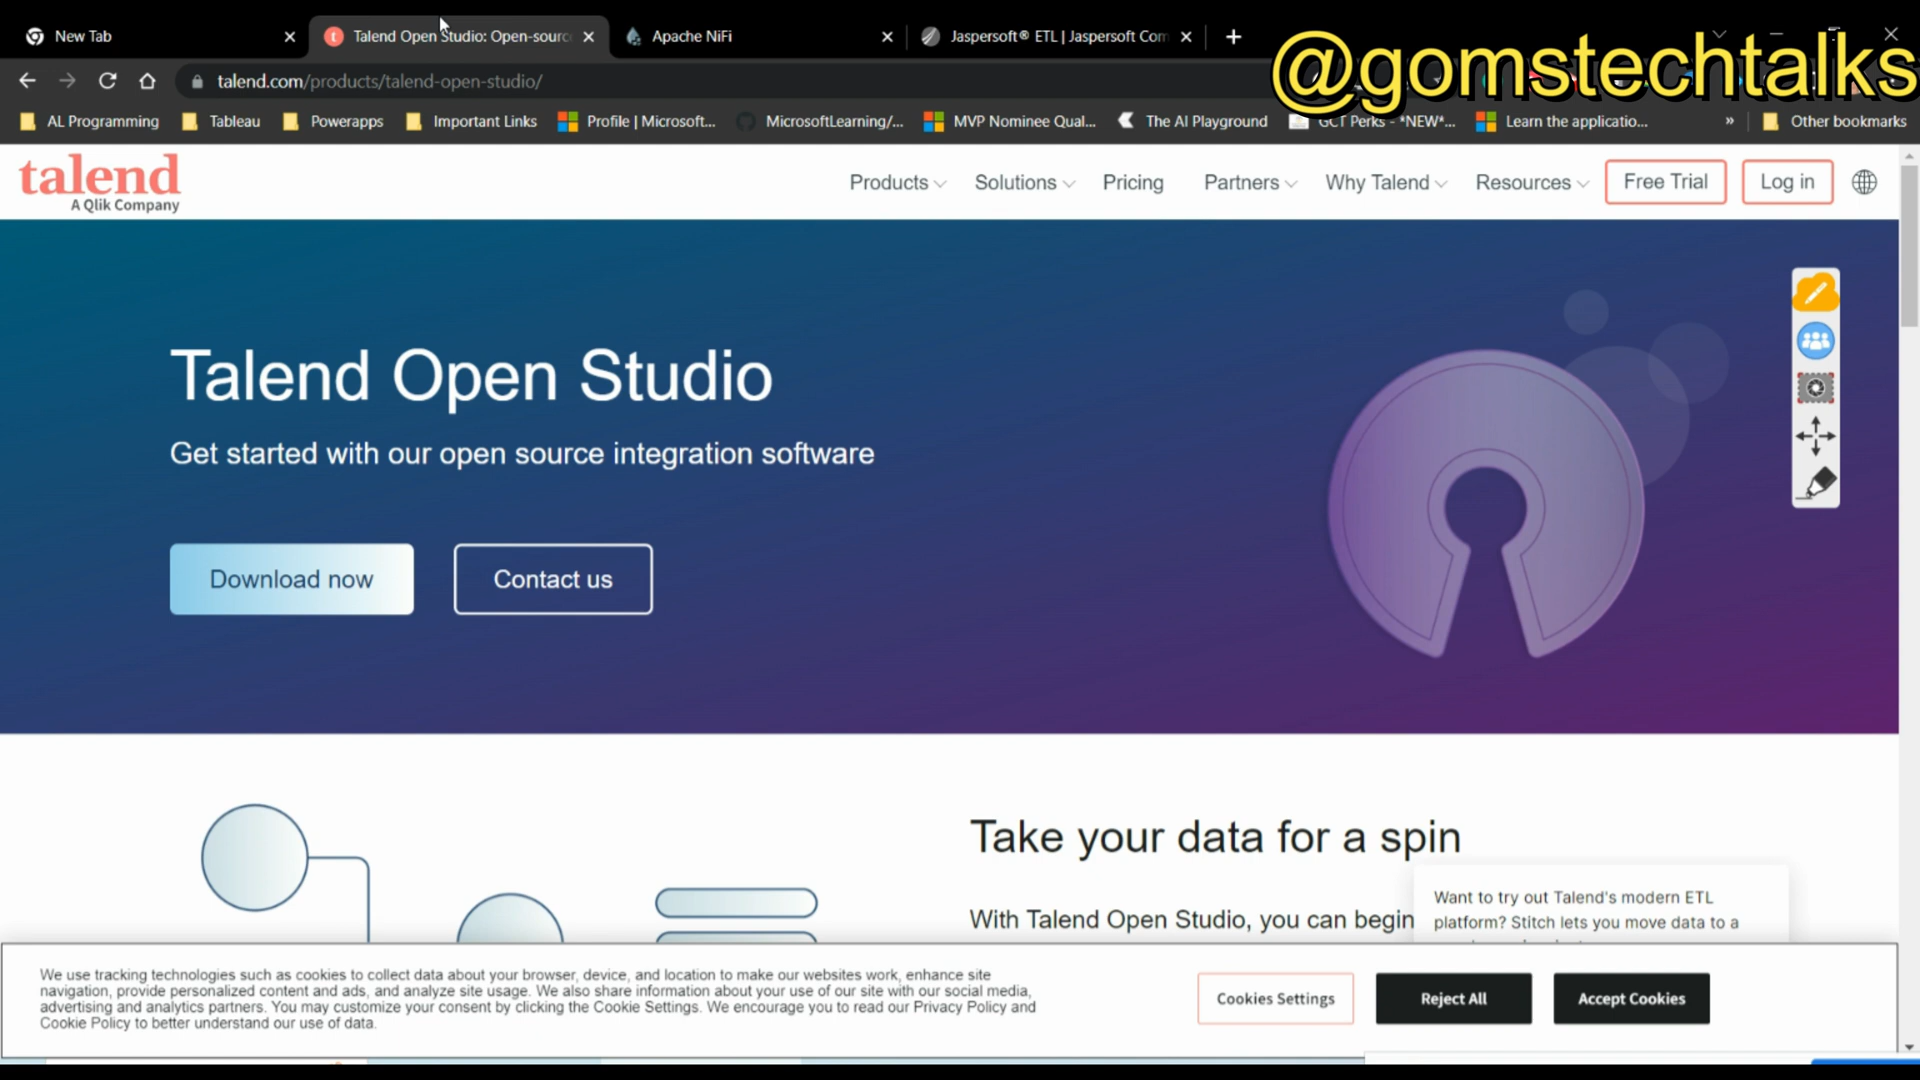 New Tab
Talend Open Studio: Open-sourc
Apache NiFi
Jaspersoft® ETL | Jaspersoft Com
@gomstechtalks
talend.com/products/talend-open-studio/
AL Programming
Tableau
Powerapps
Important Links
Profile | Microsoft...
MicrosoftLearning/...
MVP Nominee Qual...
The AI Playground
GCT Perks - *NEW*...
Learn the applicatio...
»
Other bookmarks
talend
A Qlik Company
Products
Solutions
Pricing
Partners
Why Talend
Resources
Free Trial
Log in
Talend Open Studio
Get started with our open source integration software
Download now
Contact us
Take your data for a spin
With Talend Open Studio, you can begin
Want to try out Talend's modern ETL
platform? Stitch lets you move data to a
We use tracking technologies such as cookies to collect data about your browser, device, and location to make our websites work, enhance site
navigation, provide personalized content and ads, and analyze site usage. We also share information about your use of our site with our social media,
advertising and analytics partners. You may customize your consent by clicking the Cookie Settings. We encourage you to read our Privacy Policy and
Cookie Policy to better understand our use of data.
Cookies Settings
Reject All
Accept Cookies